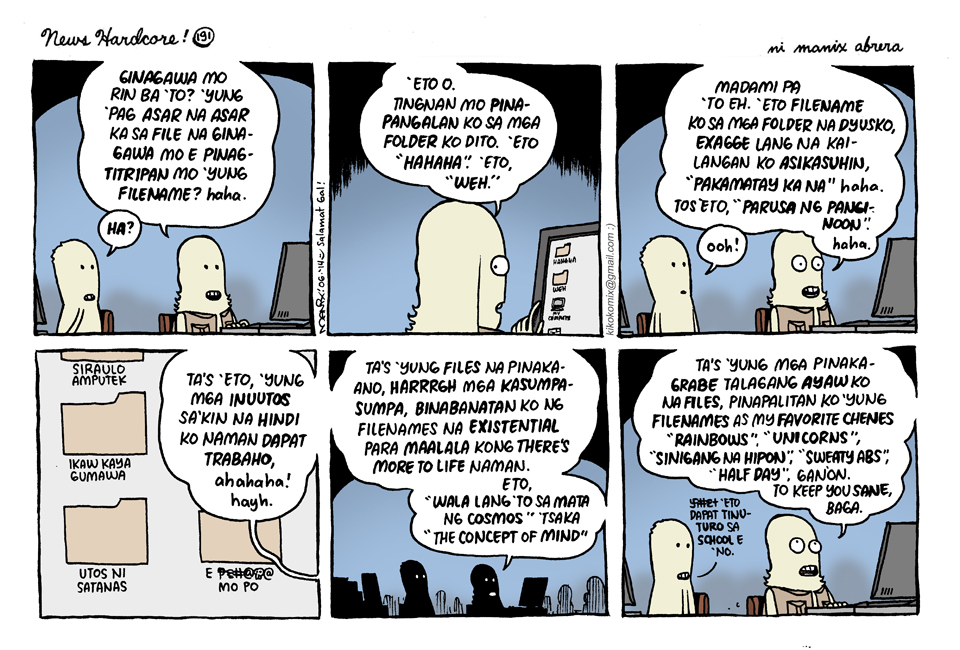 News Hardcore! 191
ni manix abrera
GINAGAWA MO
RIN BA 'TO? 'YUNG
'PAG ASAR NA ASAR
KA SA FILE NA GINA-
GAWA MO E PINAG-
TITRIPAN MO 'YUNG
FILENAME? haha.
HA?
'ETO O.
TINGNAN MO PINA-
PANGALAN KO SA MGA
FOLDER KO DITO. 'ETO
"HAHAHA". 'ETO,
"WEH."
HAHAHA
WEH
MY
COMPUTER
salamat Gal!
MADAMI PA
'TO EH. 'ETO FILENAME
KO SA MGA FOLDER NA DYUSKO,
EXAGGE LANG NA KAI-
LANGAN KO ASIKASUHIN,
"PAKAMATAY KA NA" haha.
TOS 'ETO, "PARUSA NG PANGI-
NOON".
haha.
ooh!
kikokomix@gmail.com :)
SIRAULO
AMPUTEK
IKAW KAYA
GUMAWA
UTOS NI
SATANAS
E P
MO PO
TA'S 'ETO, 'YUNG
MGA INUUTOS
SA'KIN NA HINDI
KO NAMAN DAPAT
TRABAHO,
ahahaha!
hayh.
TA'S 'YUNG FILES NA PINAKA-
ANO, HARRRGH MGA KASUMPA-
SUMPA, BINABANATAN KO NG
FILENAMES NA EXISTENTIAL
PARA MAALALA KONG THERE'S
MORE TO LIFE NAMAN.
ETO,
"WALA LANG 'TO SA MATA
NG COSMOS" 'TSAKA
"THE CONCEPT OF MIND"
TA'S 'YUNG MGA PINAKA-
GRABE TALAGANG AYAW KO
NA FILES, PINAPALITAN KO 'YUNG
FILENAMES AS MY FAVORITE CHENES
"RAINBOWS", "UNICORNS",
"SINIGANG NA HIPON", "SWEATY ABS",
"HALF DAY", GANON.
TO KEEP YOU SANE,
BAGA.
'ETO
DAPAT TINU-
TURO SA
SCHOOL E
'NO.